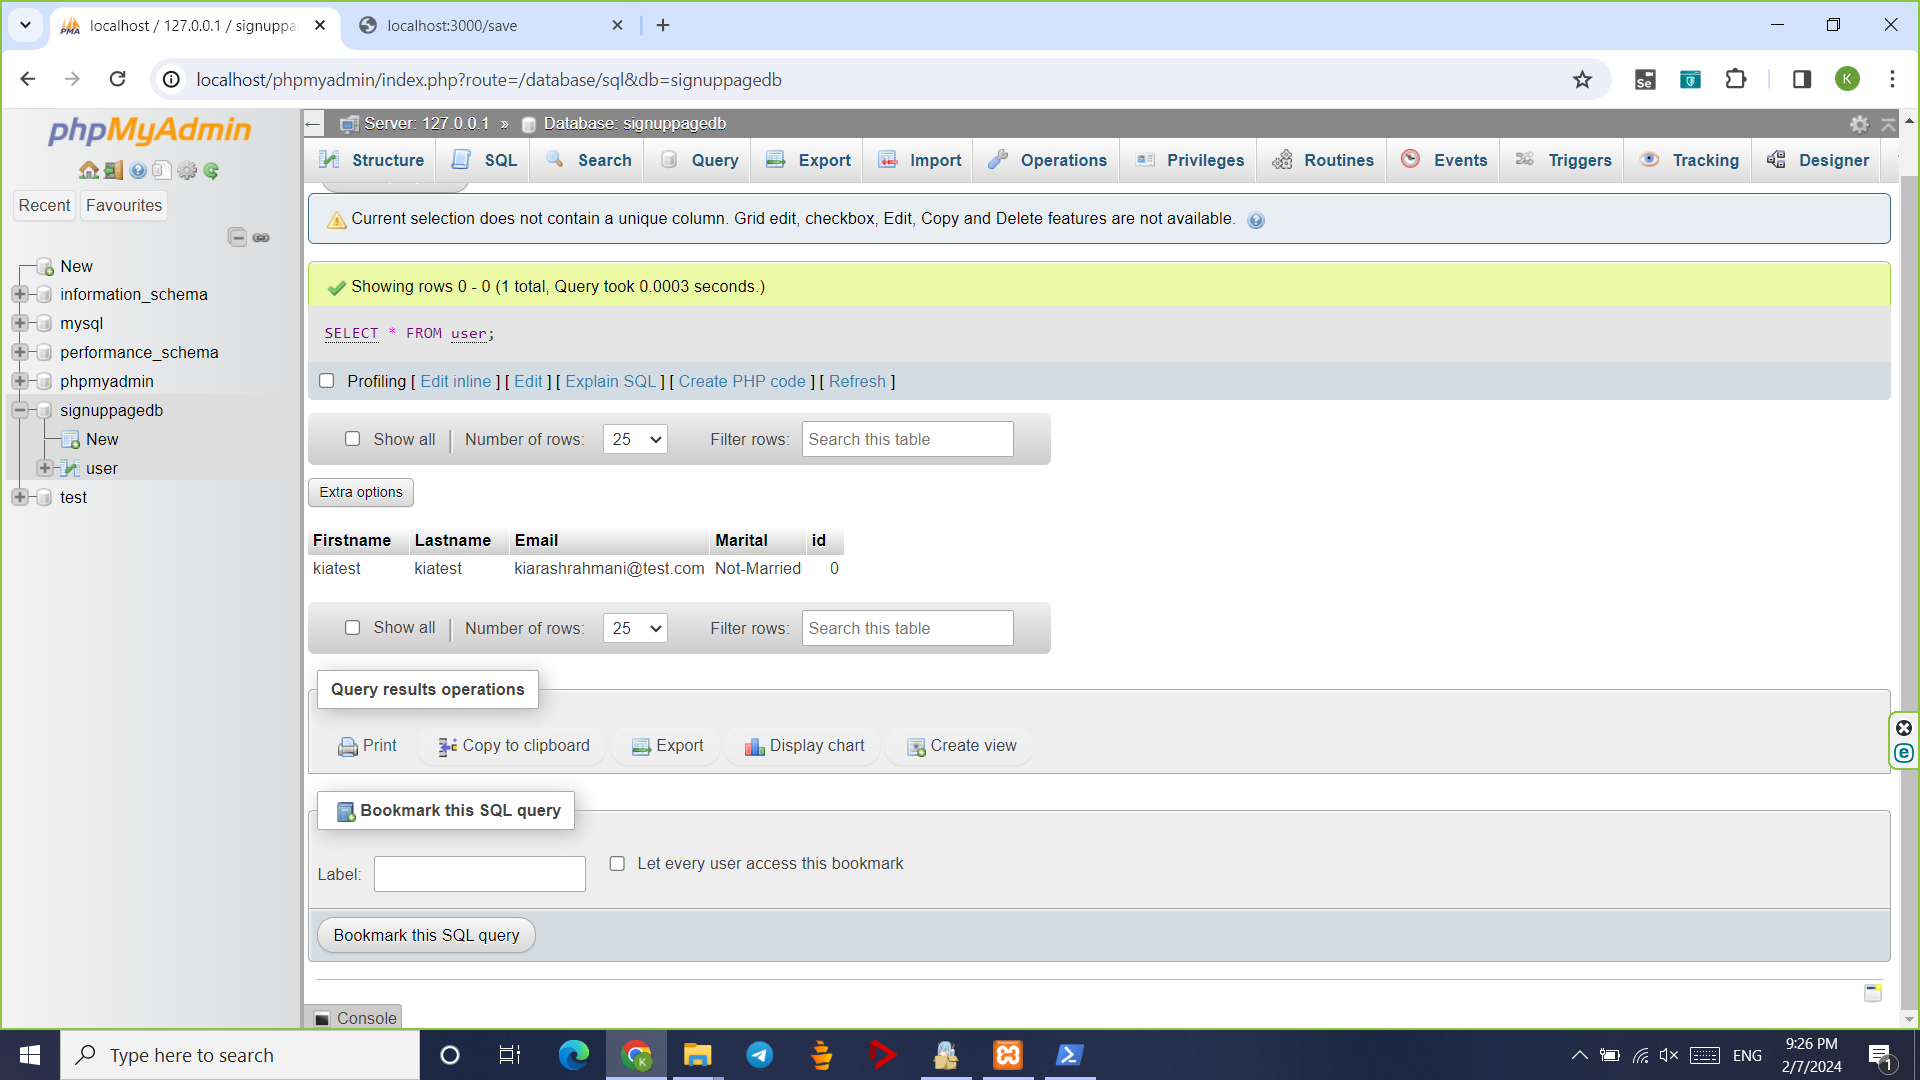 localhost / 127.0.0.1 / signuppa
localhost:3000/save
localhost/phpmyadmin/index.php?route=/database/sql&db=signuppagedb
Se
K
phpMyAdmin
Recent
Favourites
New
information_schema
mysql
performance_schema
phpmyadmin
signuppagedb
New
user
test
Server: 127.0.0.1 » Database: signuppagedb
Structure SQL Search Query Export Import Operations Privileges Routines Events Triggers Tracking Designer
Current selection does not contain a unique column. Grid edit, checkbox, Edit, Copy and Delete features are not available.
Showing rows 0 - 0 (1 total, Query took 0.0003 seconds.)
SELECT * FROM user;
Profiling [ Edit inline ] [ Edit ] [ Explain SQL ] [ Create PHP code ] [ Refresh ]
Show all | Number of rows: 25 Filter rows: Search this table
Extra options
Firstname Lastname Email Marital id
kiatest kiatest kiarashrahmani@test.com Not-Married 0
Show all | Number of rows: 25 Filter rows: Search this table
Query results operations
Print Copy to clipboard Export Display chart Create view
Bookmark this SQL query
Label: Let every user access this bookmark
Bookmark this SQL query
Console
Type here to search
ENG
9:26 PM
2/7/2024
1